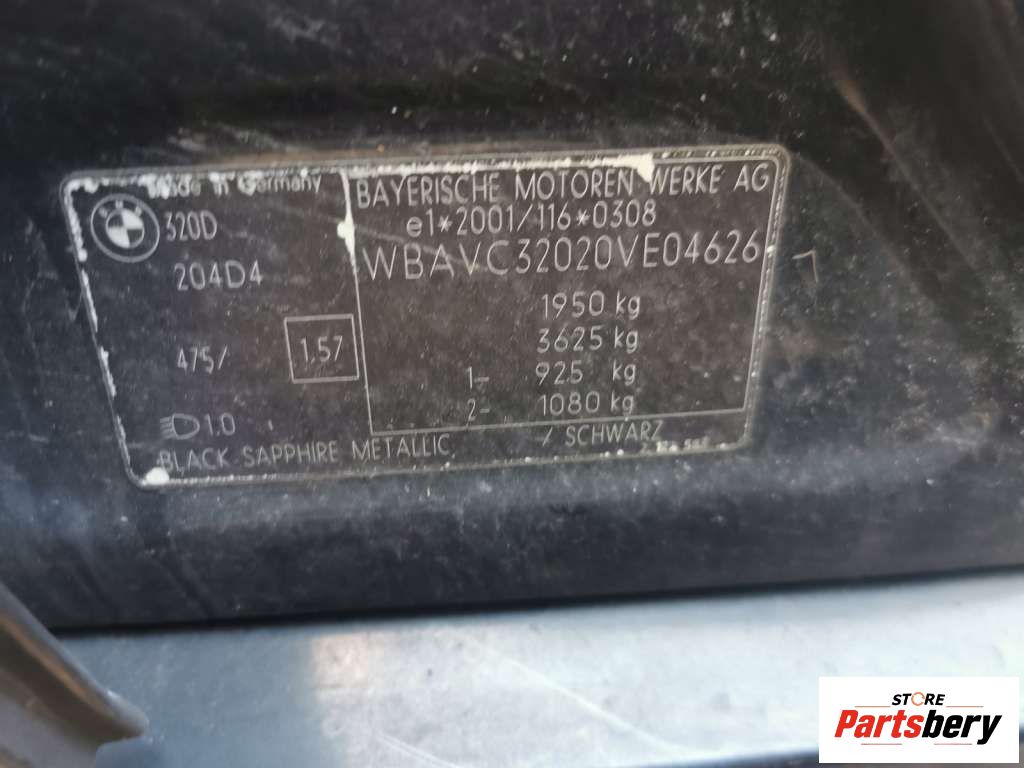 Made in Germany
320D
204D4
475/
1,57
1.0
BAYERISCHE MOTOREN WERKE AG
e1*2001/116*0308
WBAVC32020VE04626
1950 kg
3625 kg
1- 925 kg
2- 1080 kg
BLACK SAPPHIRE METALLIC / SCHWARZ
STORE
Partsbery